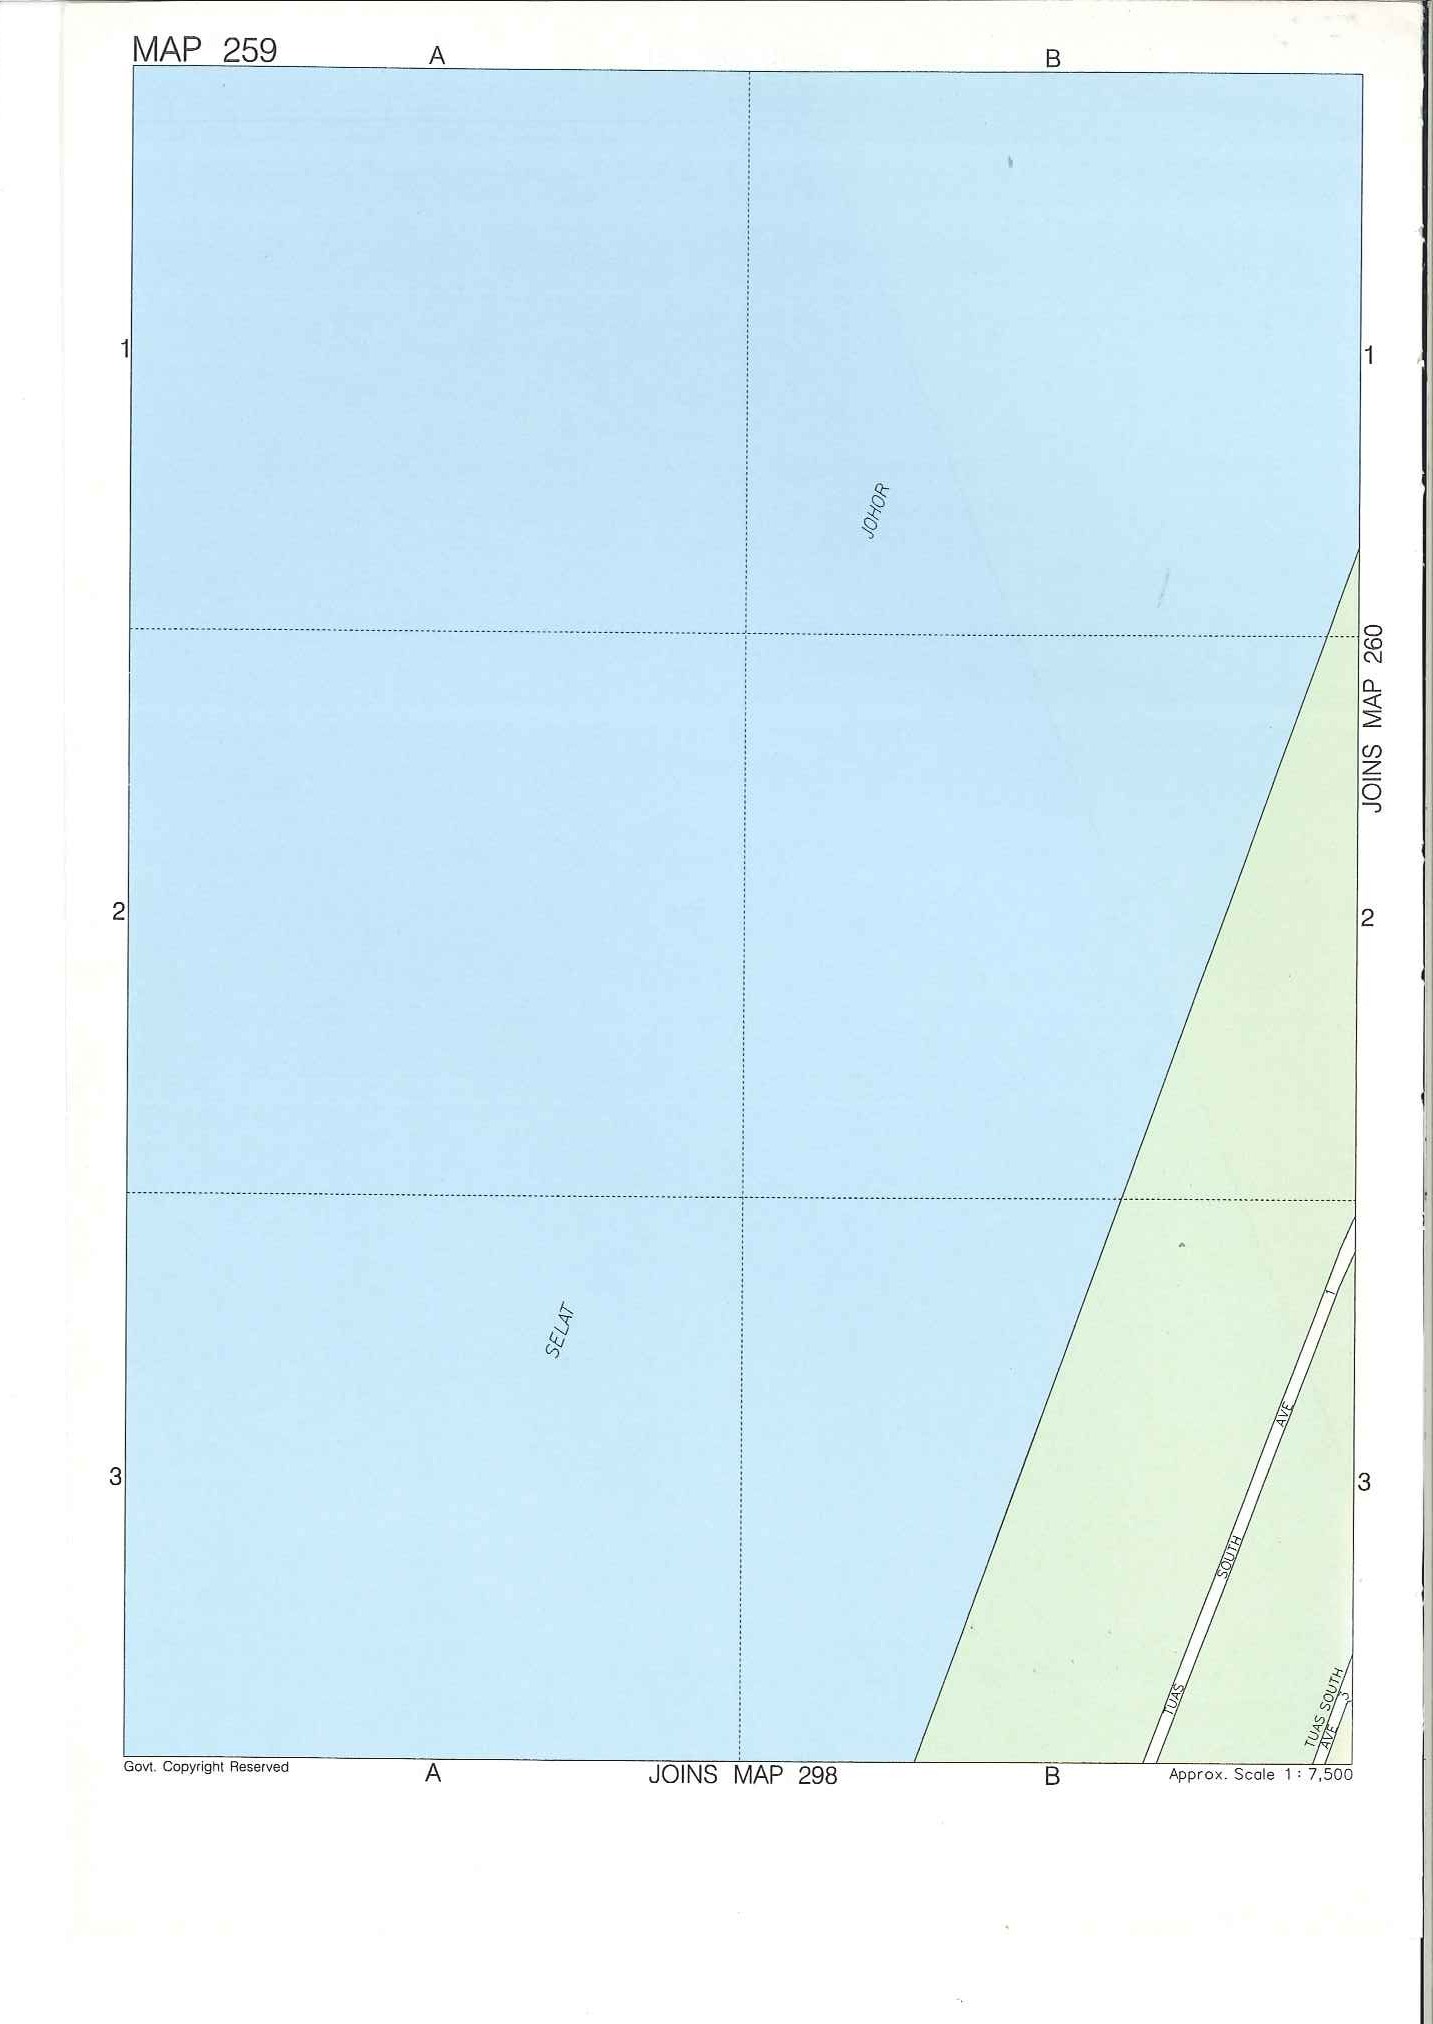 MAP 259
A
B
1
1
JOHOR
JOINS MAP 260
2
2
SELAT
3
3
TUAS SOUTH AVE 1
TUAS SOUTH
AVE 3
Govt. Copyright Reserved
A
JOINS MAP 298
B
Approx. Scale 1 : 7,500